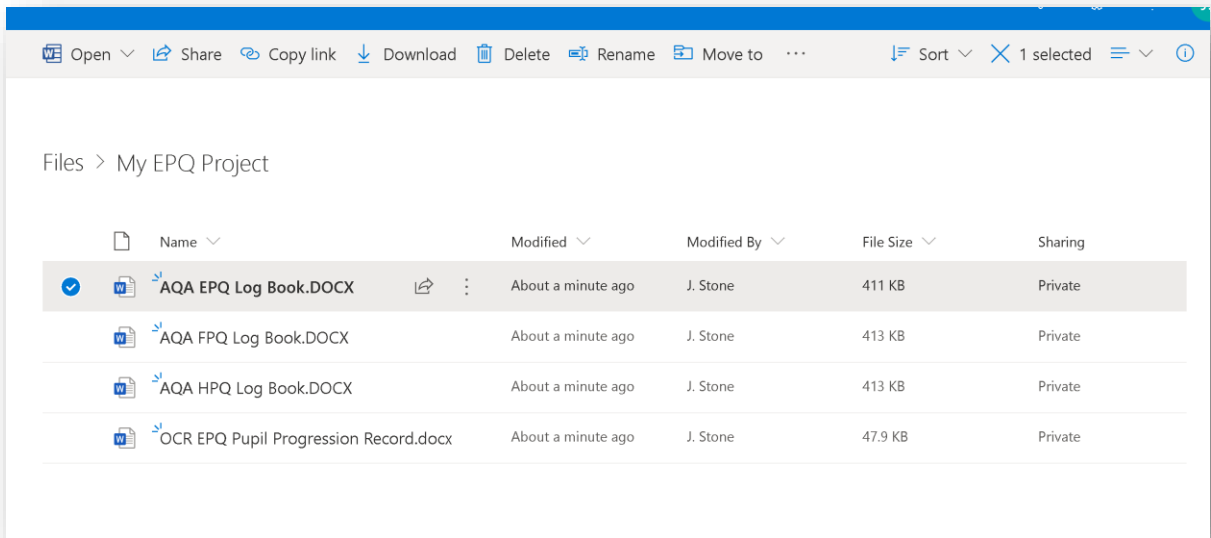 Open Share Copy link Download Delete Rename Move to ··· Sort 1 selected
Files > My EPQ Project
Name Modified Modified By File Size Sharing
AQA EPQ Log Book.DOCX About a minute ago J. Stone 411 KB Private
AQA FPQ Log Book.DOCX About a minute ago J. Stone 413 KB Private
AQA HPQ Log Book.DOCX About a minute ago J. Stone 413 KB Private
OCR EPQ Pupil Progression Record.docx About a minute ago J. Stone 47.9 KB Private